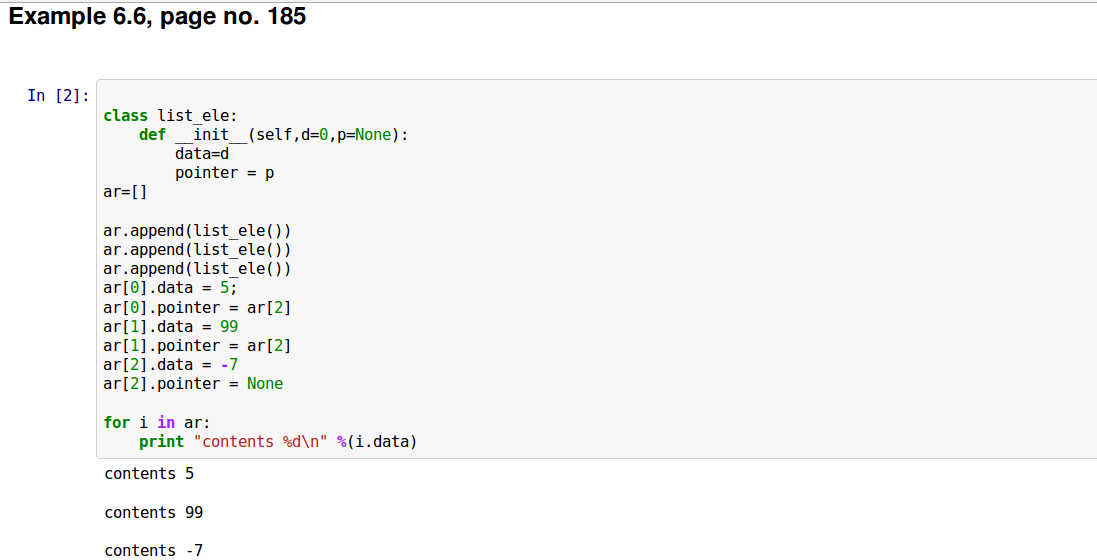 Example 6.6, page no. 185
In [2]:
class list_ele:
    def __init__(self,d=0,p=None):
        data=d
        pointer = p
ar=[]
ar.append(list_ele())
ar.append(list_ele())
ar.append(list_ele())
ar[0].data = 5;
ar[0].pointer = ar[2]
ar[1].data = 99
ar[1].pointer = ar[2]
ar[2].data = -7
ar[2].pointer = None
for i in ar:
    print "contents %d\n" %(i.data)
contents 5
contents 99
contents -7